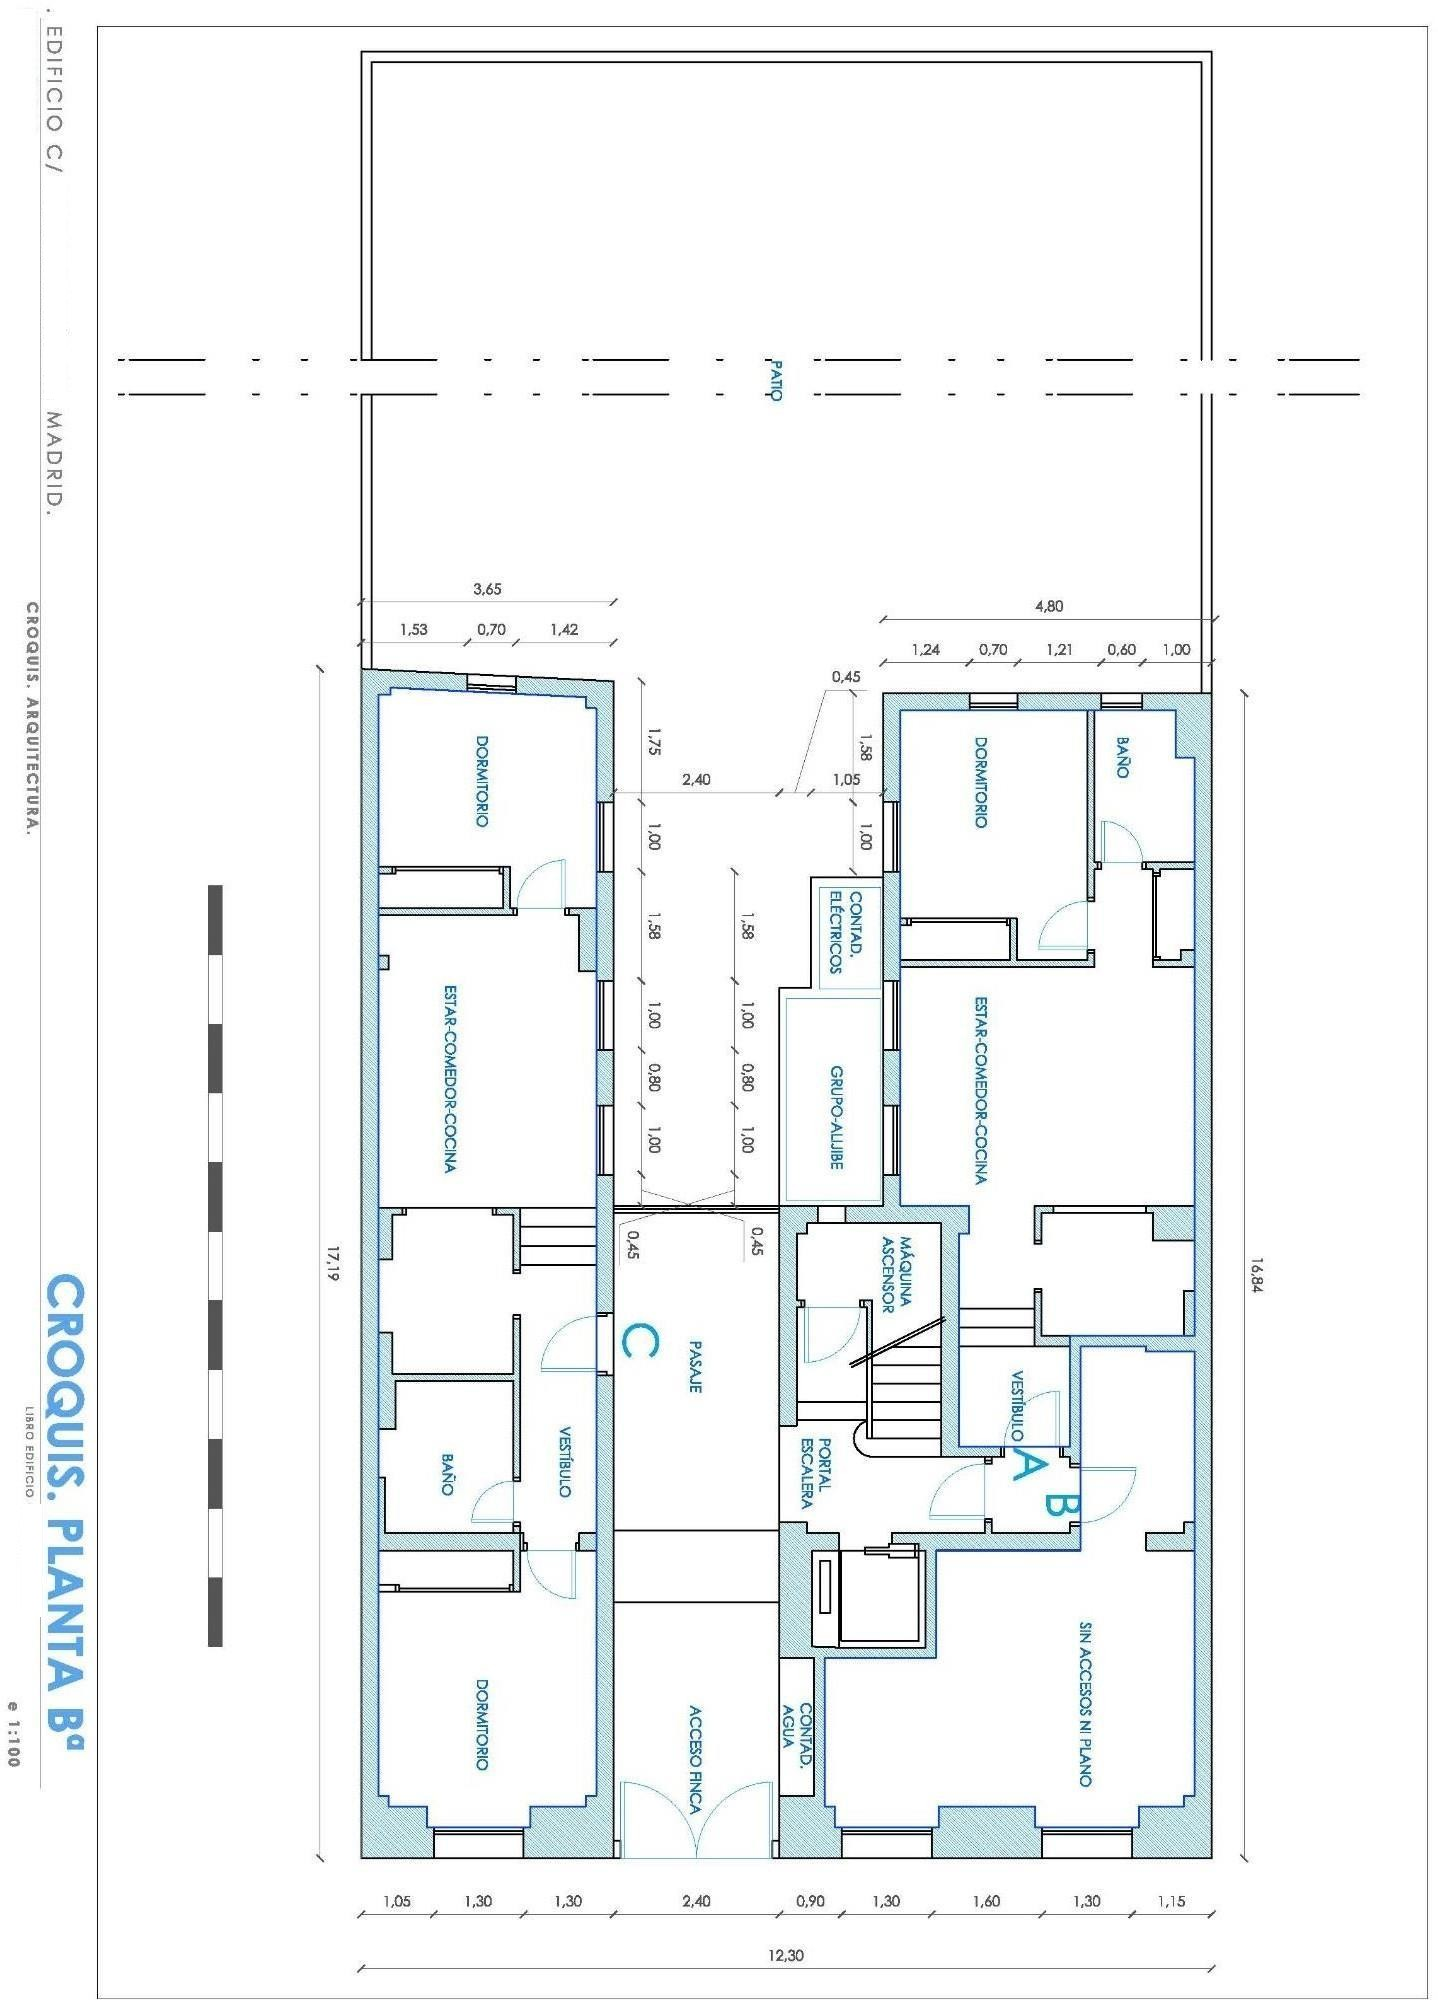 . EDIFICIO C/ MADRID.
CROQUIS. ARQUITECTURA.
CROQUIS. PLANTA Bª
LIBRO EDIFICIO
e 1:100
PATIO
3,65
1,53 0,70 1,42
4,80
1,24 0,70 1,21 0,60 1,00
0,45
1,75
1,58
2,40
1,05
1,00
1,00
DORMITORIO
DORMITORIO
BAÑO
CONTAD.
ELÉCTRICOS
1,58
1,58
1,00
1,00
0,80
0,80
1,00
1,00
ESTAR-COMEDOR-COCINA
GRUPO-ALIJIBE
ESTAR-COMEDOR-COCINA
0,45
0,45
17,19
16,84
MÁQUINA
ASCENSOR
C
PASAJE
VESTÍBULO
A
B
PORTAL
ESCALERA
BAÑO
VESTÍBULO
SIN ACCESOS NI PLANO
DORMITORIO
ACCESO FINCA
CONTAD.
AGUA
1,05 1,30 1,30 2,40 0,90 1,30 1,60 1,30 1,15
12,30